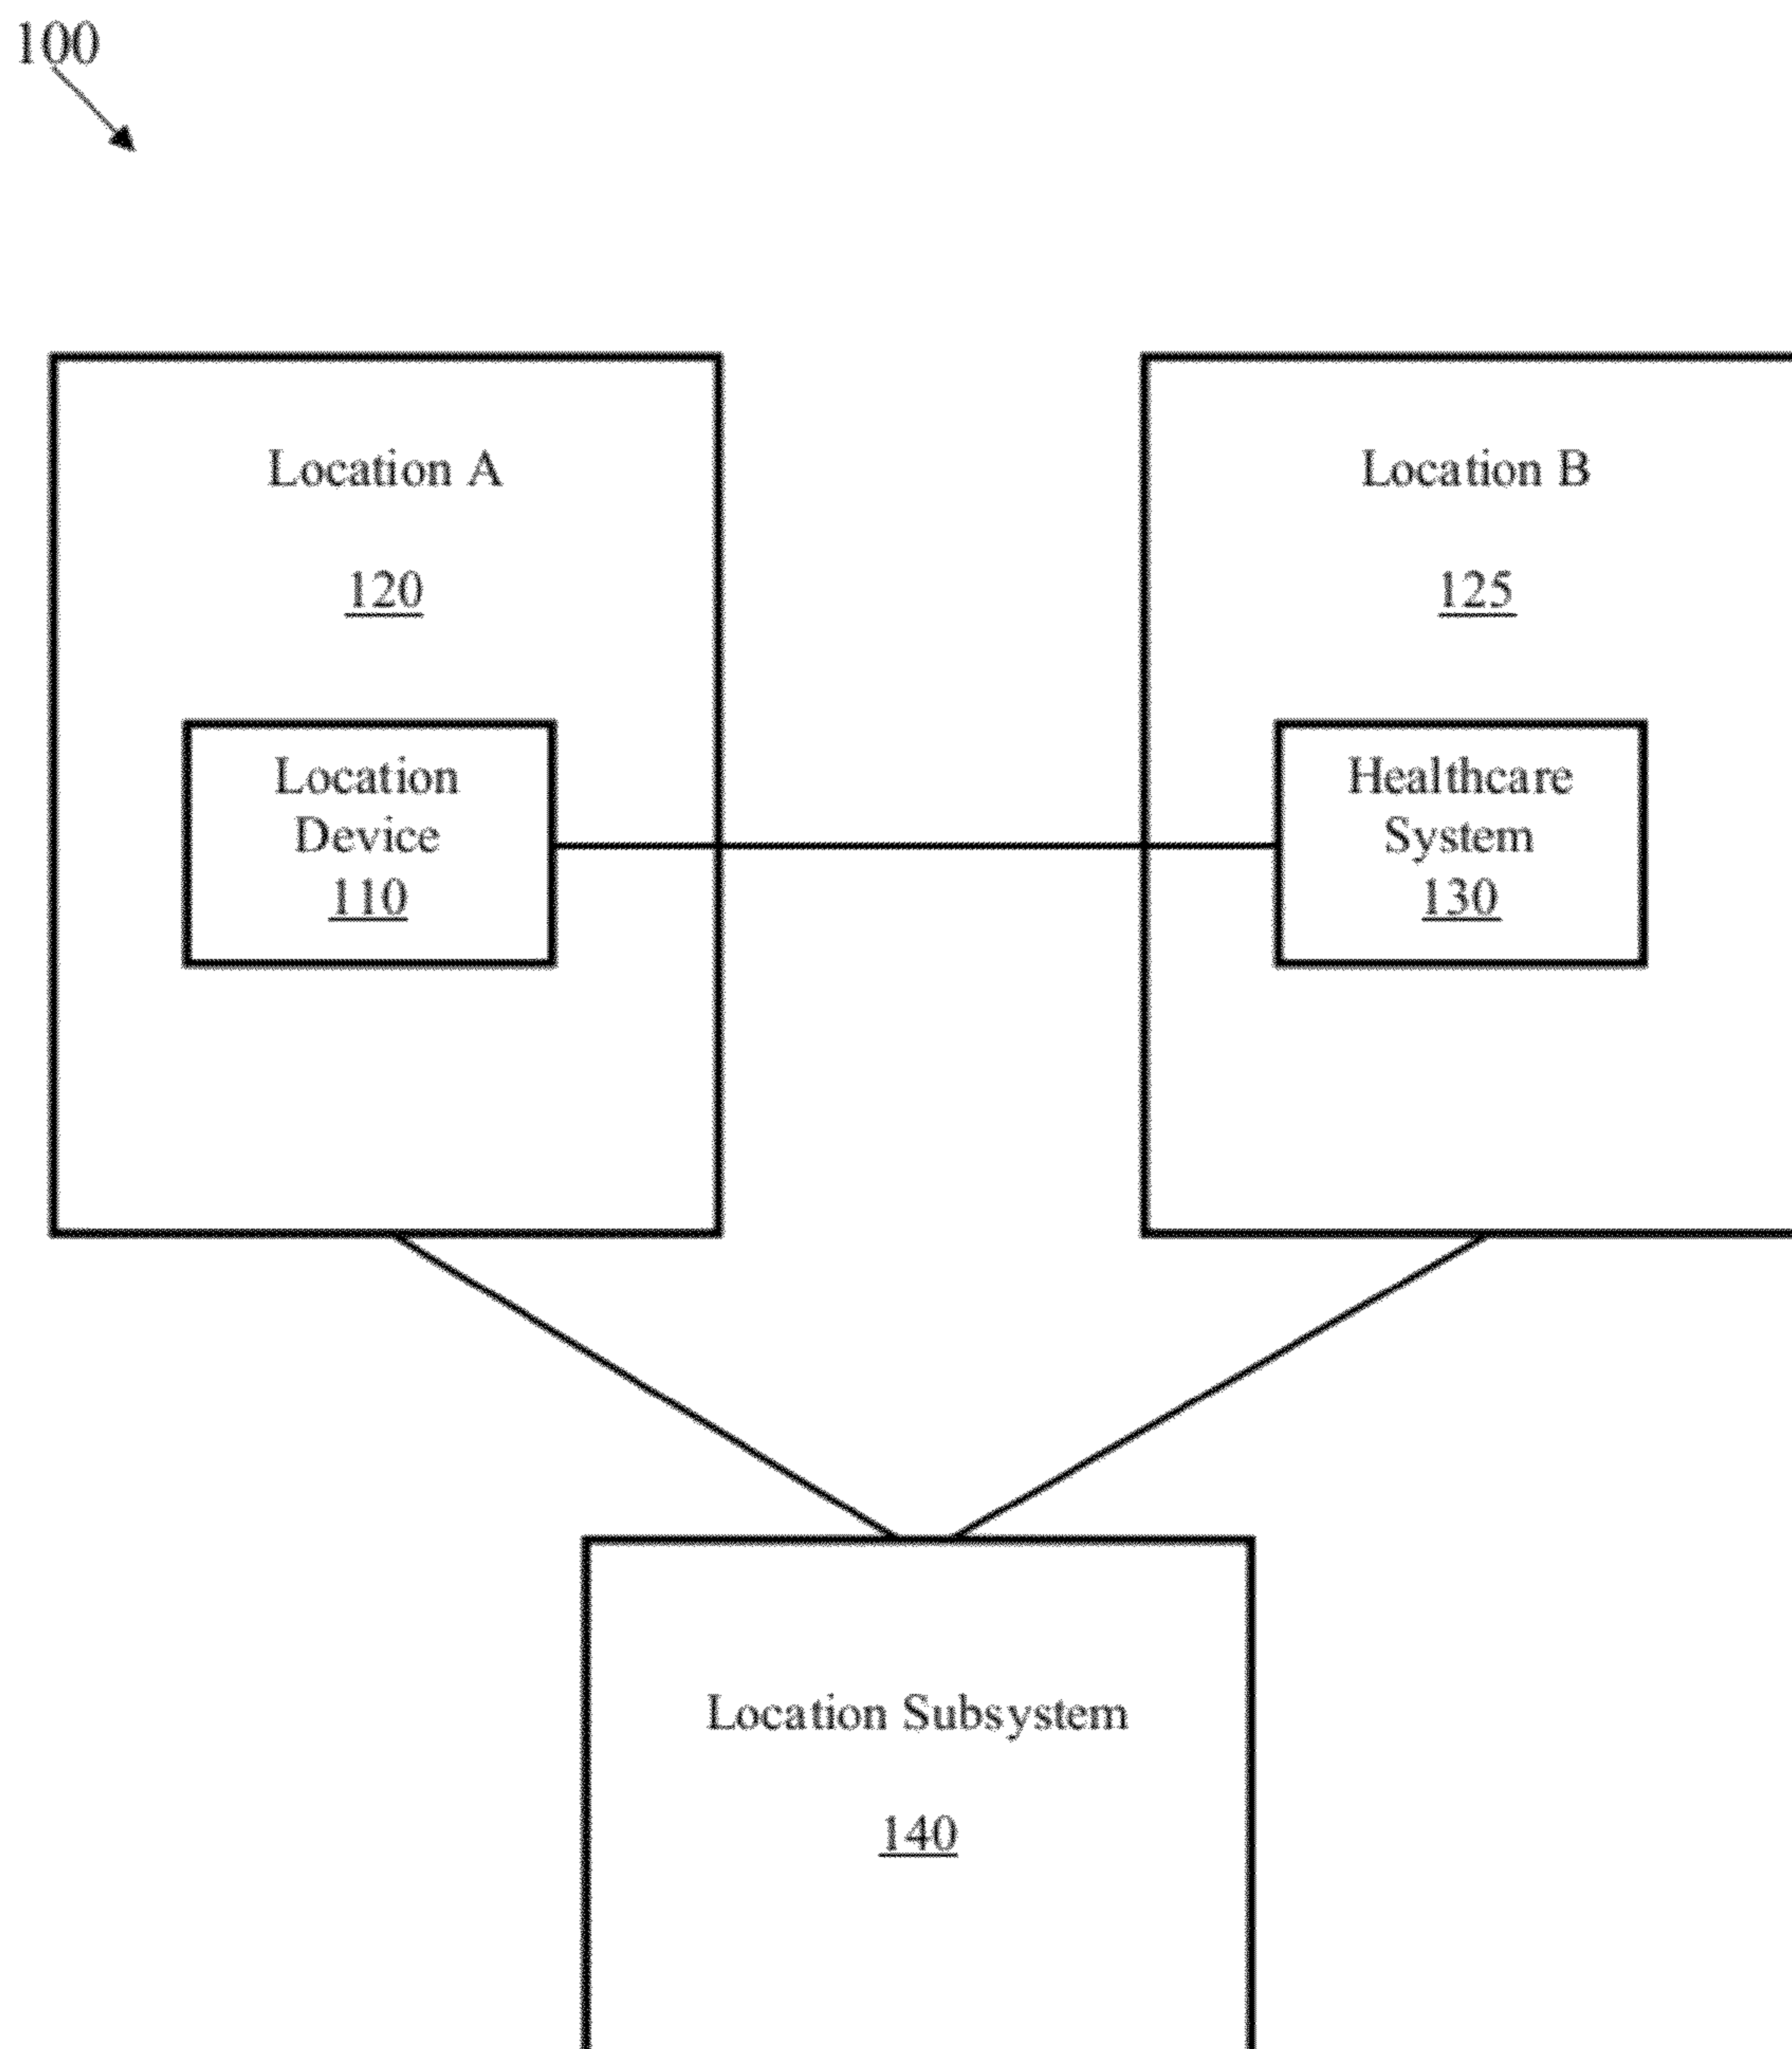 100
Location A
120
Location
Device
110
Location B
125
Healthcare
System
130
Location Subsystem
140